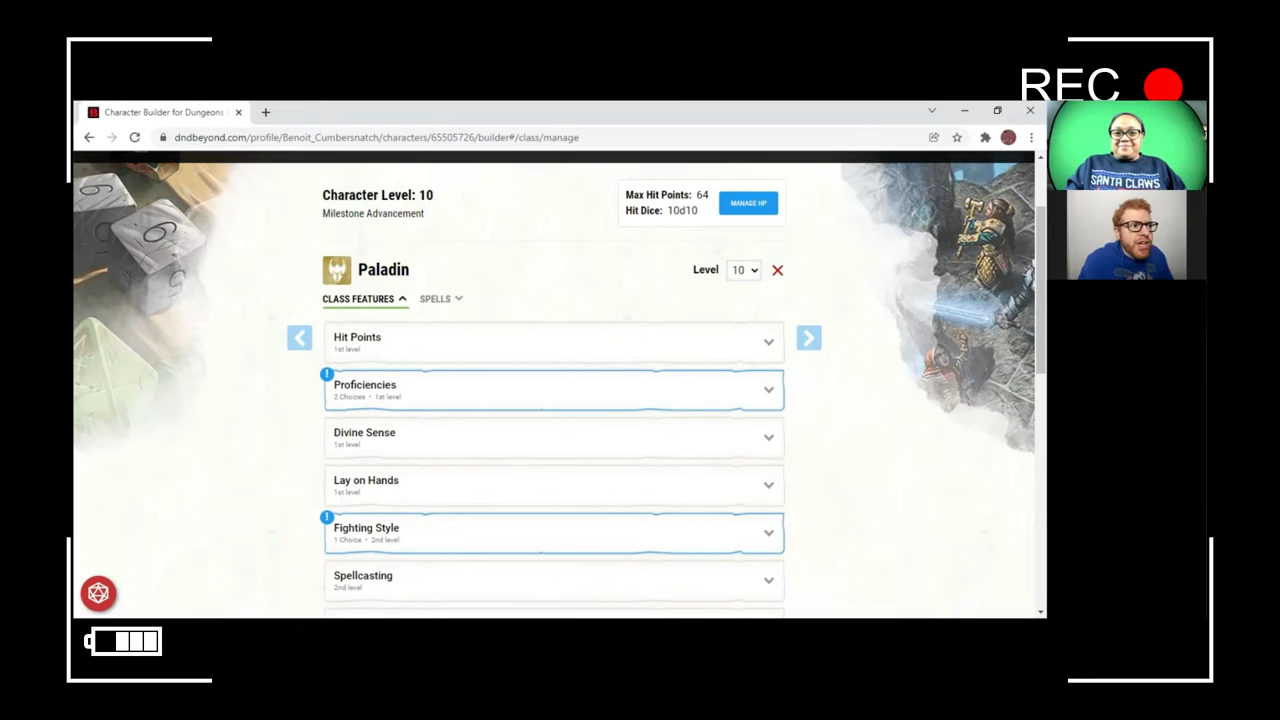 REC
Character Builder for Dungeons
dndbeyond.com/profile/Benoit_Cumbersnatch/characters/65505726/builder#/class/manage
SANTA CLAWS
Character Level: 10
Milestone Advancement
Max Hit Points: 64
Hit Dice: 10d10
MANAGE HP
Paladin
Level 10
CLASS FEATURES
SPELLS
Hit Points
1st level
Proficiencies
2 Choices • 1st level
Divine Sense
1st level
Lay on Hands
1st level
Fighting Style
1 Choice • 2nd level
Spellcasting
2nd level